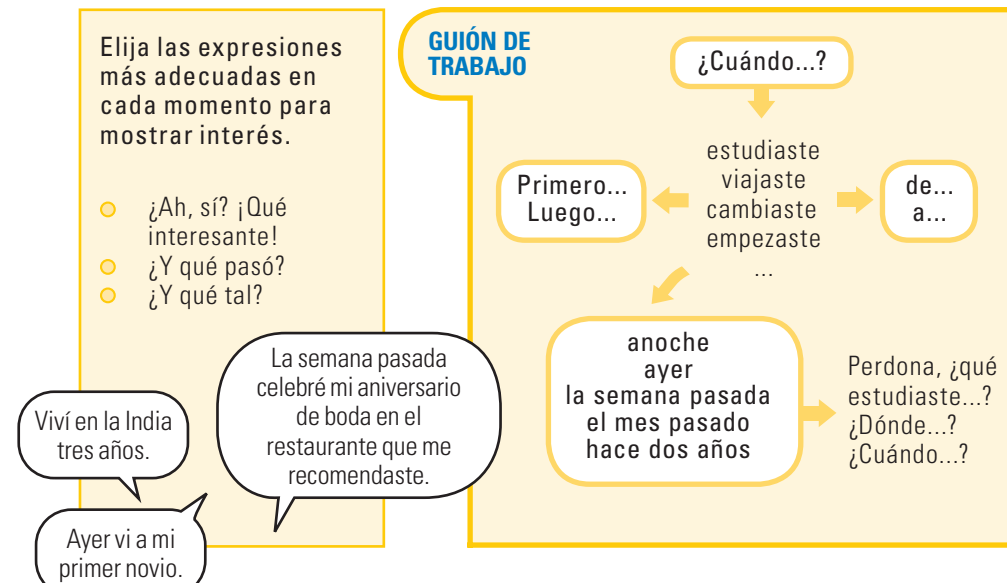 Elija las expresiones
más adecuadas en
cada momento para
mostrar interés.
¿Ah, sí? ¡Qué
interesante!
¿Y qué pasó?
¿Y qué tal?
Viví en la India
tres años.
La semana pasada
celebré mi aniversario
de boda en el
restaurante que me
recomendaste.
Ayer vi a mi
primer novio.
GUIÓN DE
TRABAJO
¿Cuándo...?
estudiaste
viajaste
cambiaste
empezaste
...
Primero...
Luego...
de...
a...
anoche
ayer
la semana pasada
el mes pasado
hace dos años
Perdona, ¿qué
estudiaste...?
¿Dónde...?
¿Cuándo...?